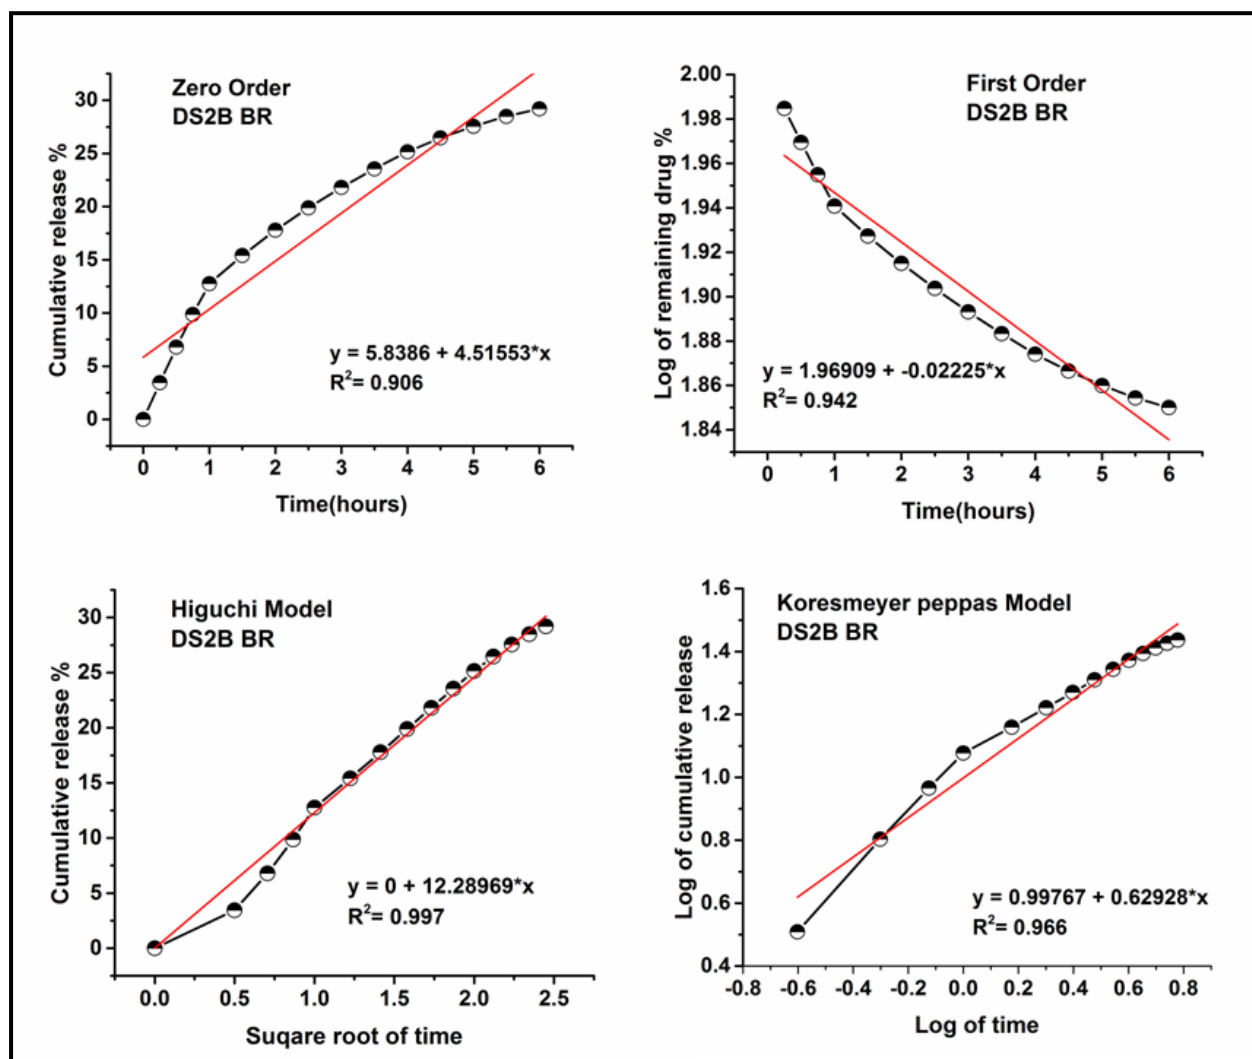 Zero Order
DS2B BR
Cumulative release %
30
25
20
15
10
5
0
y = 5.8386 + 4.51553*x
R²= 0.906
0 1 2 3 4 5 6
Time(hours)
First Order
DS2B BR
Log of remaining drug %
2.00
1.98
1.96
1.94
1.92
1.90
1.88
1.86
1.84
y = 1.96909 + -0.02225*x
R²= 0.942
0 1 2 3 4 5 6
Time(hours)
Higuchi Model
DS2B BR
Cumulative release %
30
25
20
15
10
5
0
y = 0 + 12.28969*x
R²= 0.997
0.0 0.5 1.0 1.5 2.0 2.5
Suqare root of time
Koresmeyer peppas Model
DS2B BR
Log of cumulative release
1.6
1.4
1.2
1.0
0.8
0.6
0.4
y = 0.99767 + 0.62928*x
R²= 0.966
-0.8 -0.6 -0.4 -0.2 0.0 0.2 0.4 0.6 0.8
Log of time